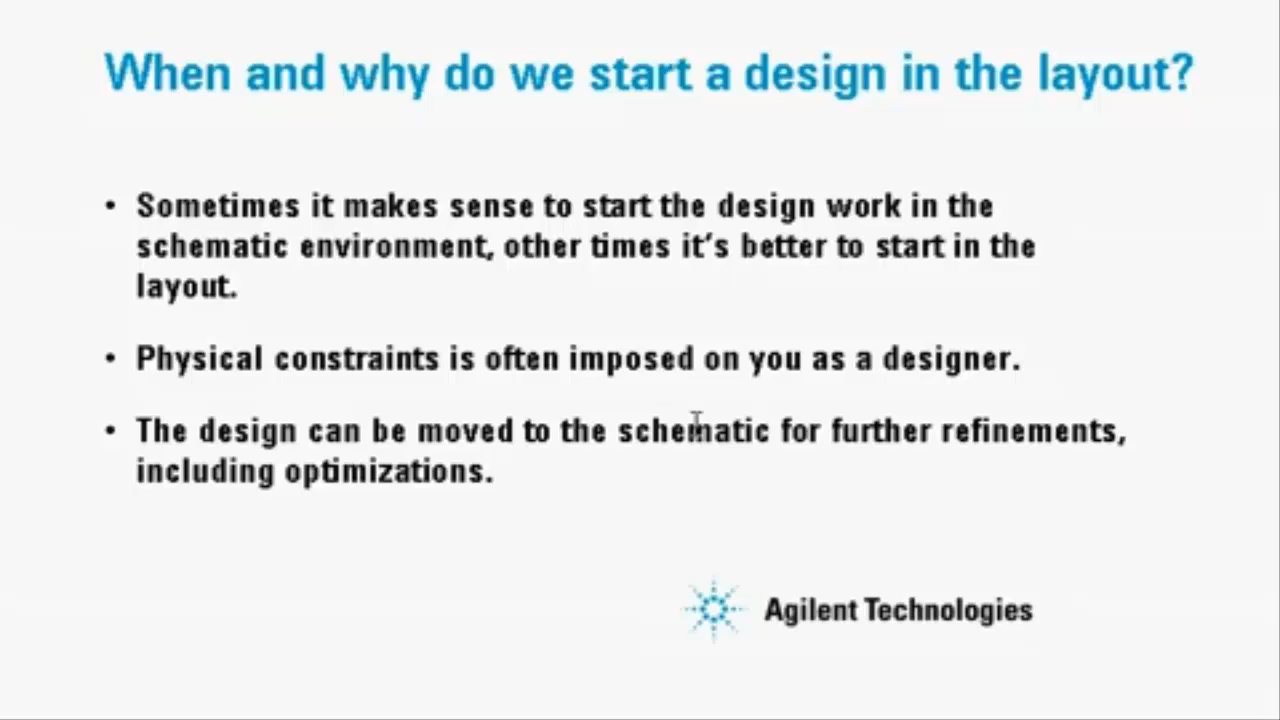 When and why do we start a design in the layout?
• Sometimes it makes sense to start the design work in the
schematic environment, other times it’s better to start in the
layout.
• Physical constraints is often imposed on you as a designer.
• The design can be moved to the schematic for further refinements,
including optimizations.
Agilent Technologies